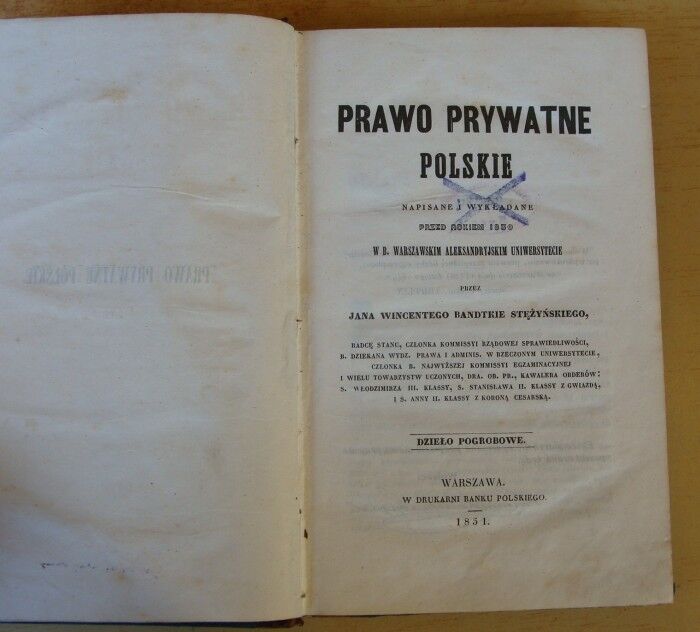 PRAWO PRYWATNE
POLSKIE
NAPISANE I WYKŁADANE
PRZED ROKIEM 1830
W B. WARSZAWSKIM ALEKSANDRYJSKIM UNIWERSYTECIE
PRZEZ
JANA WINCENTEGO BANDTKIE STĘŻYŃSKIEGO,
RADCĘ STANU, CZŁONKA KOMMISSYI RZĄDOWEJ SPRAWIEDLIWOŚCI,
B. DZIEKANA WYDZ. PRAWA I ADMINIS. W RZECZONYM UNIWERSYTECIE,
CZŁONKA B. NAJWYŻSZEJ KOMMISSYI EGZAMINACYJNEJ
I WIELU TOWARZYSTW UCZONYCH, DRA. OB. PR., KAWALERA ORDERÓW:
S. WŁODZIMIRZA III. KLASSY, S. STANISŁAWA II. KLASSY Z GWIAZDĄ,
I S. ANNY II. KLASSY Z KORONĄ CESARSKĄ.
DZIEŁO POGROBOWE.
WARSZAWA.
W DRUKARNI BANKU POLSKIEGO.
1851.